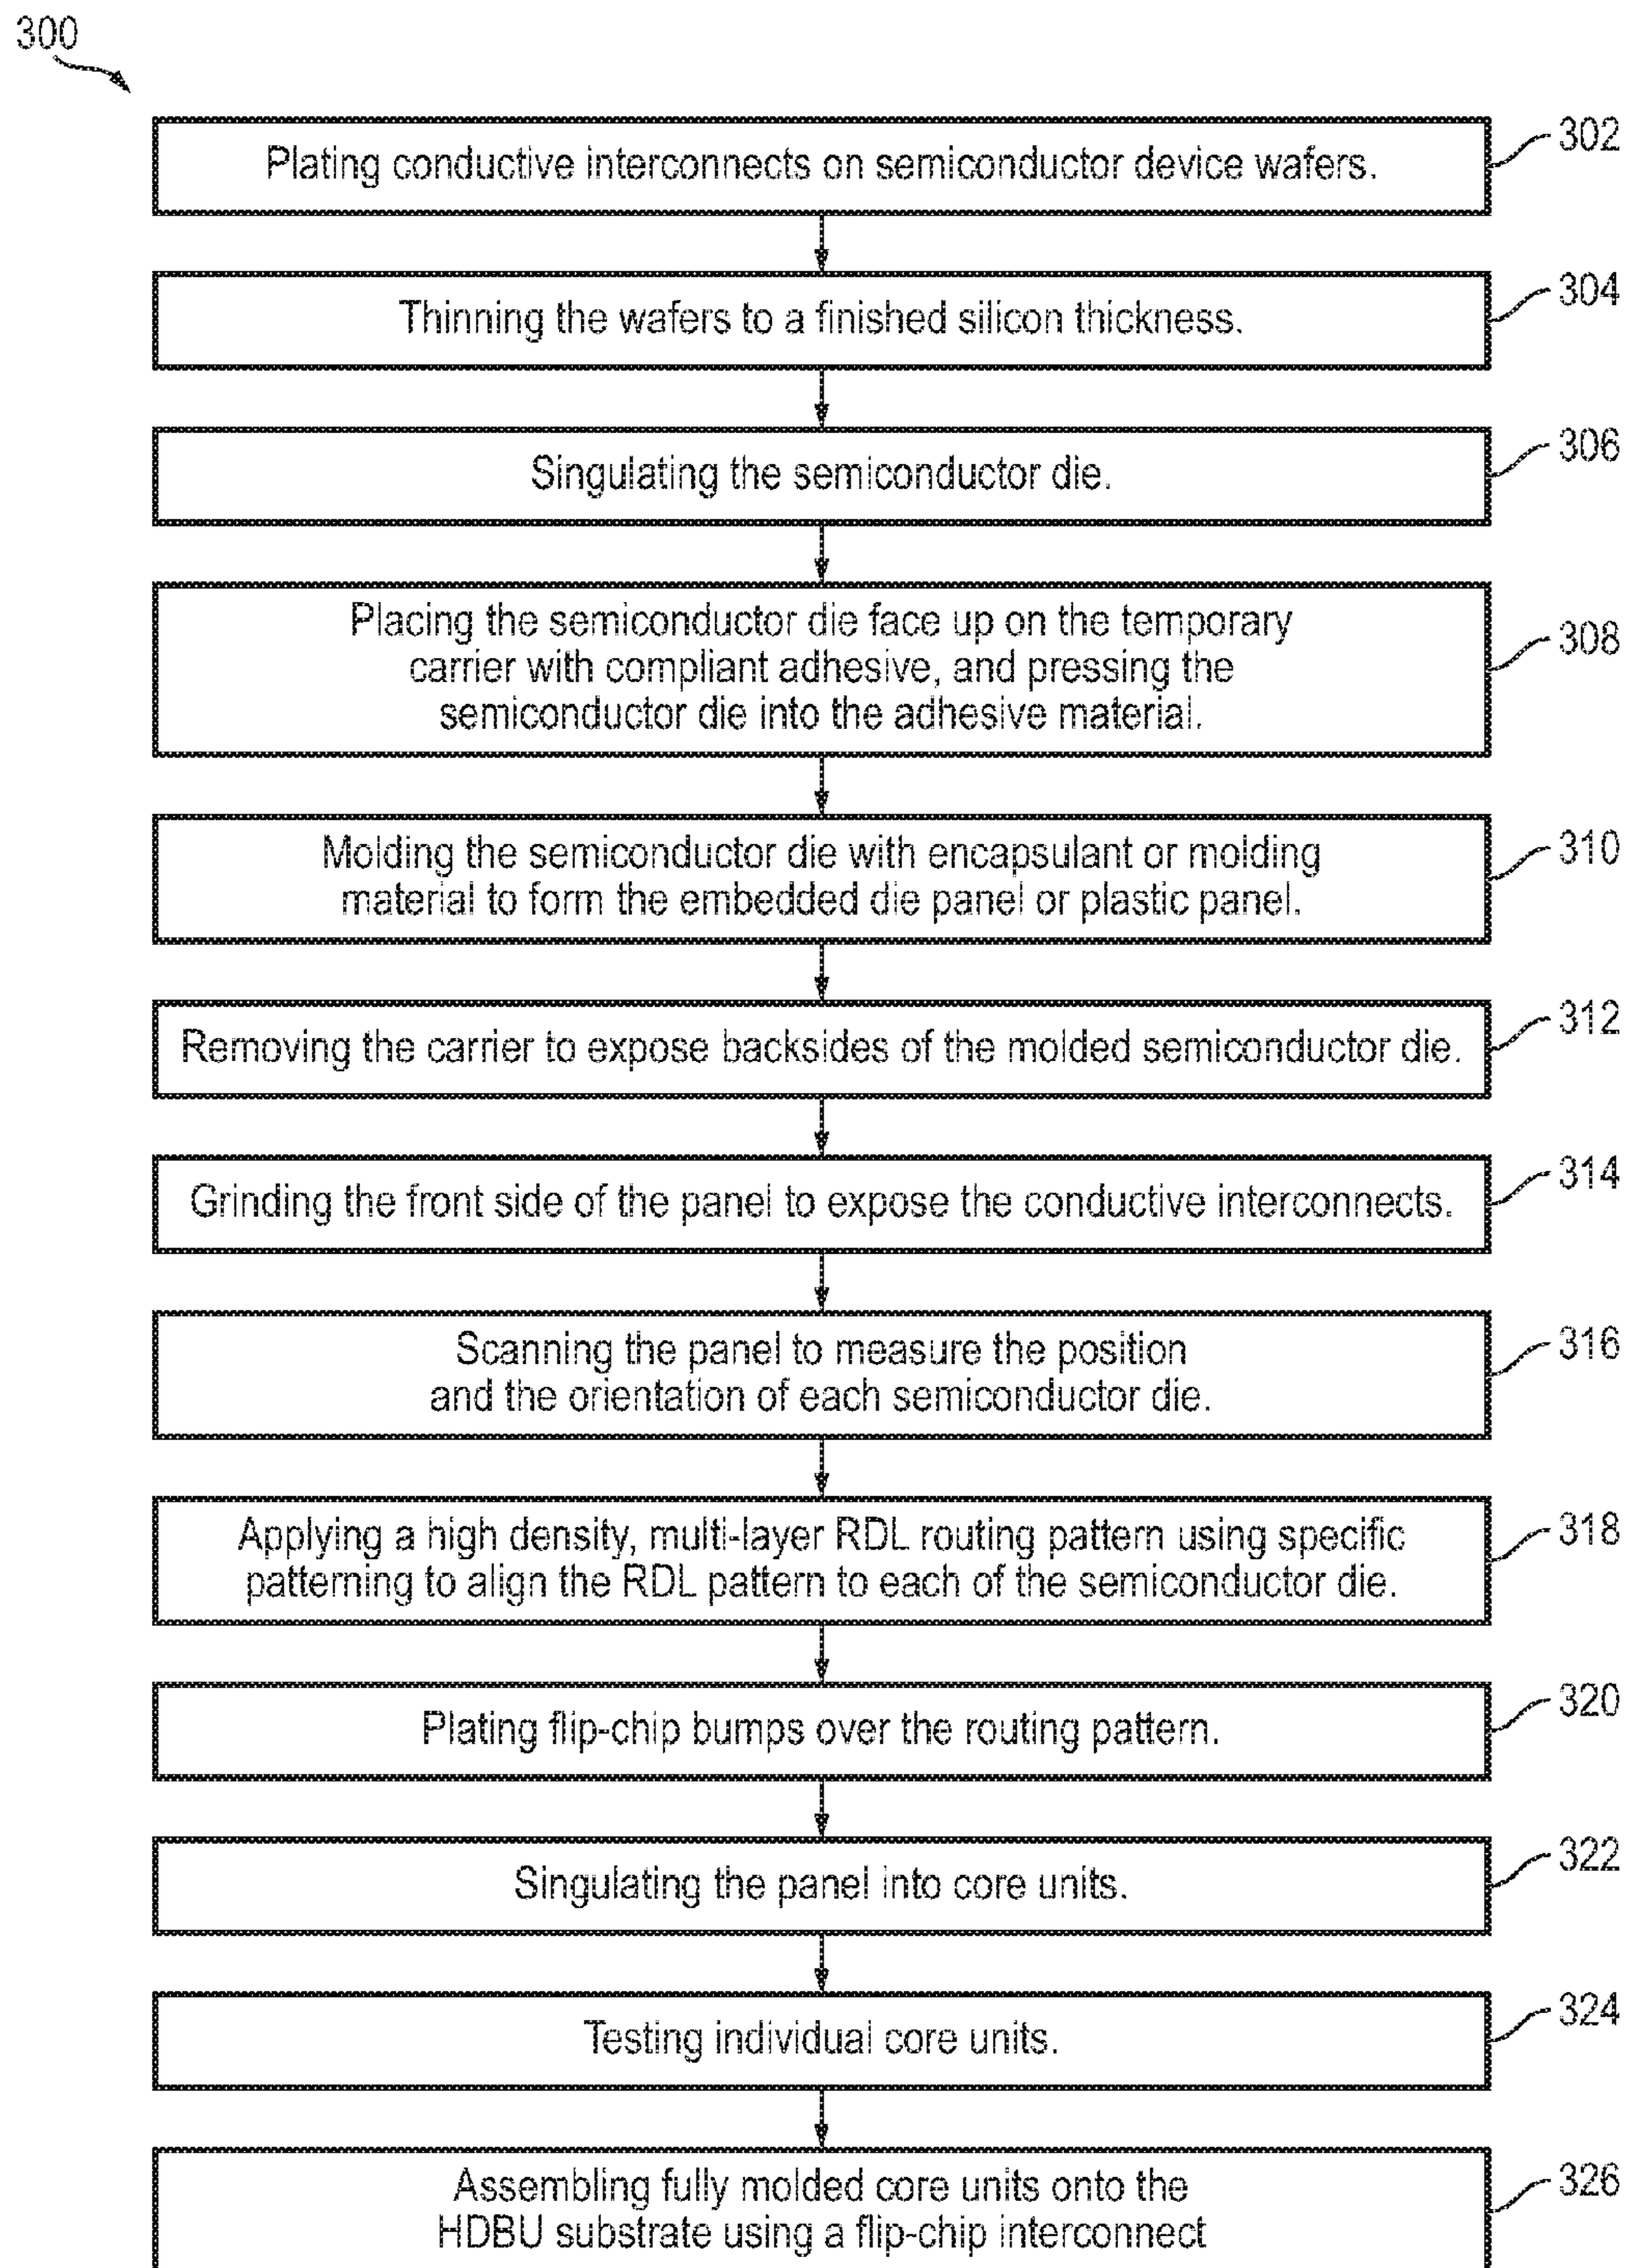 300
Plating conductive interconnects on semiconductor device wafers.
302
Thinning the wafers to a finished silicon thickness.
304
Singulating the semiconductor die.
306
Placing the semiconductor die face up on the temporary
carrier with compliant adhesive, and pressing the
semiconductor die into the adhesive material.
308
Molding the semiconductor die with encapsulant or molding
material to form the embedded die panel or plastic panel.
310
Removing the carrier to expose backsides of the molded semiconductor die.
312
Grinding the front side of the panel to expose the conductive interconnects.
314
Scanning the panel to measure the position
and the orientation of each semiconductor die.
316
Applying a high density, multi-layer RDL routing pattern using specific
patterning to align the RDL pattern to each of the semiconductor die.
318
Plating flip-chip bumps over the routing pattern.
320
Singulating the panel into core units.
322
Testing individual core units.
324
Assembling fully molded core units onto the
HDBU substrate using a flip-chip interconnect
326